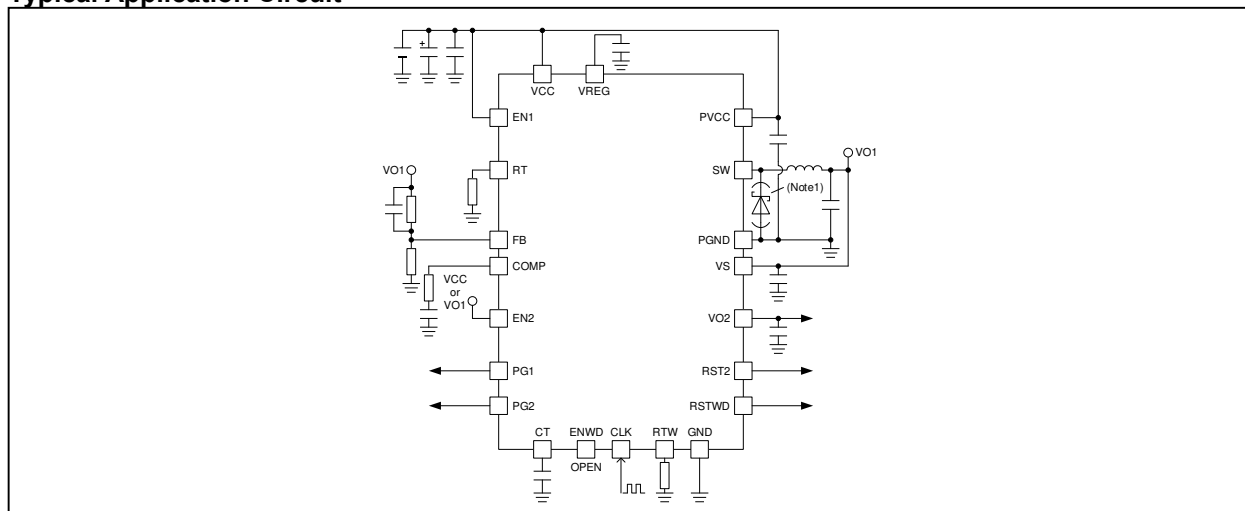 Typical Application Circuit
VCC
VREG
EN1
PVCC
VO1
RT
SW
VO1
(Note1)
FB
PGND
COMP
VS
VCC
or
VO1
EN2
VO2
PG1
RST2
PG2
RSTWD
CT
ENWD
CLK
RTW
GND
OPEN
+